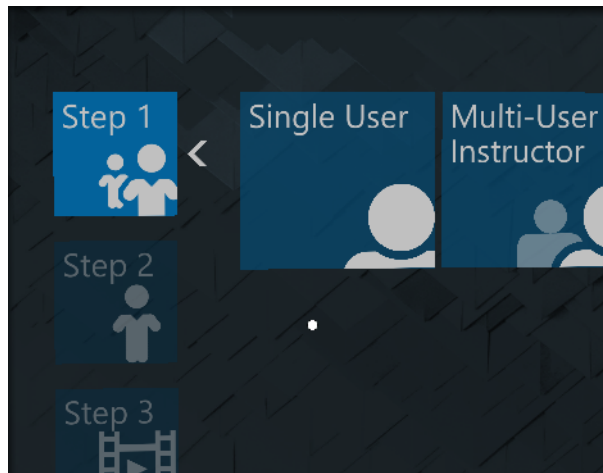 Step 1
Single User
Multi-User
Instructor
Step 2
Step 3